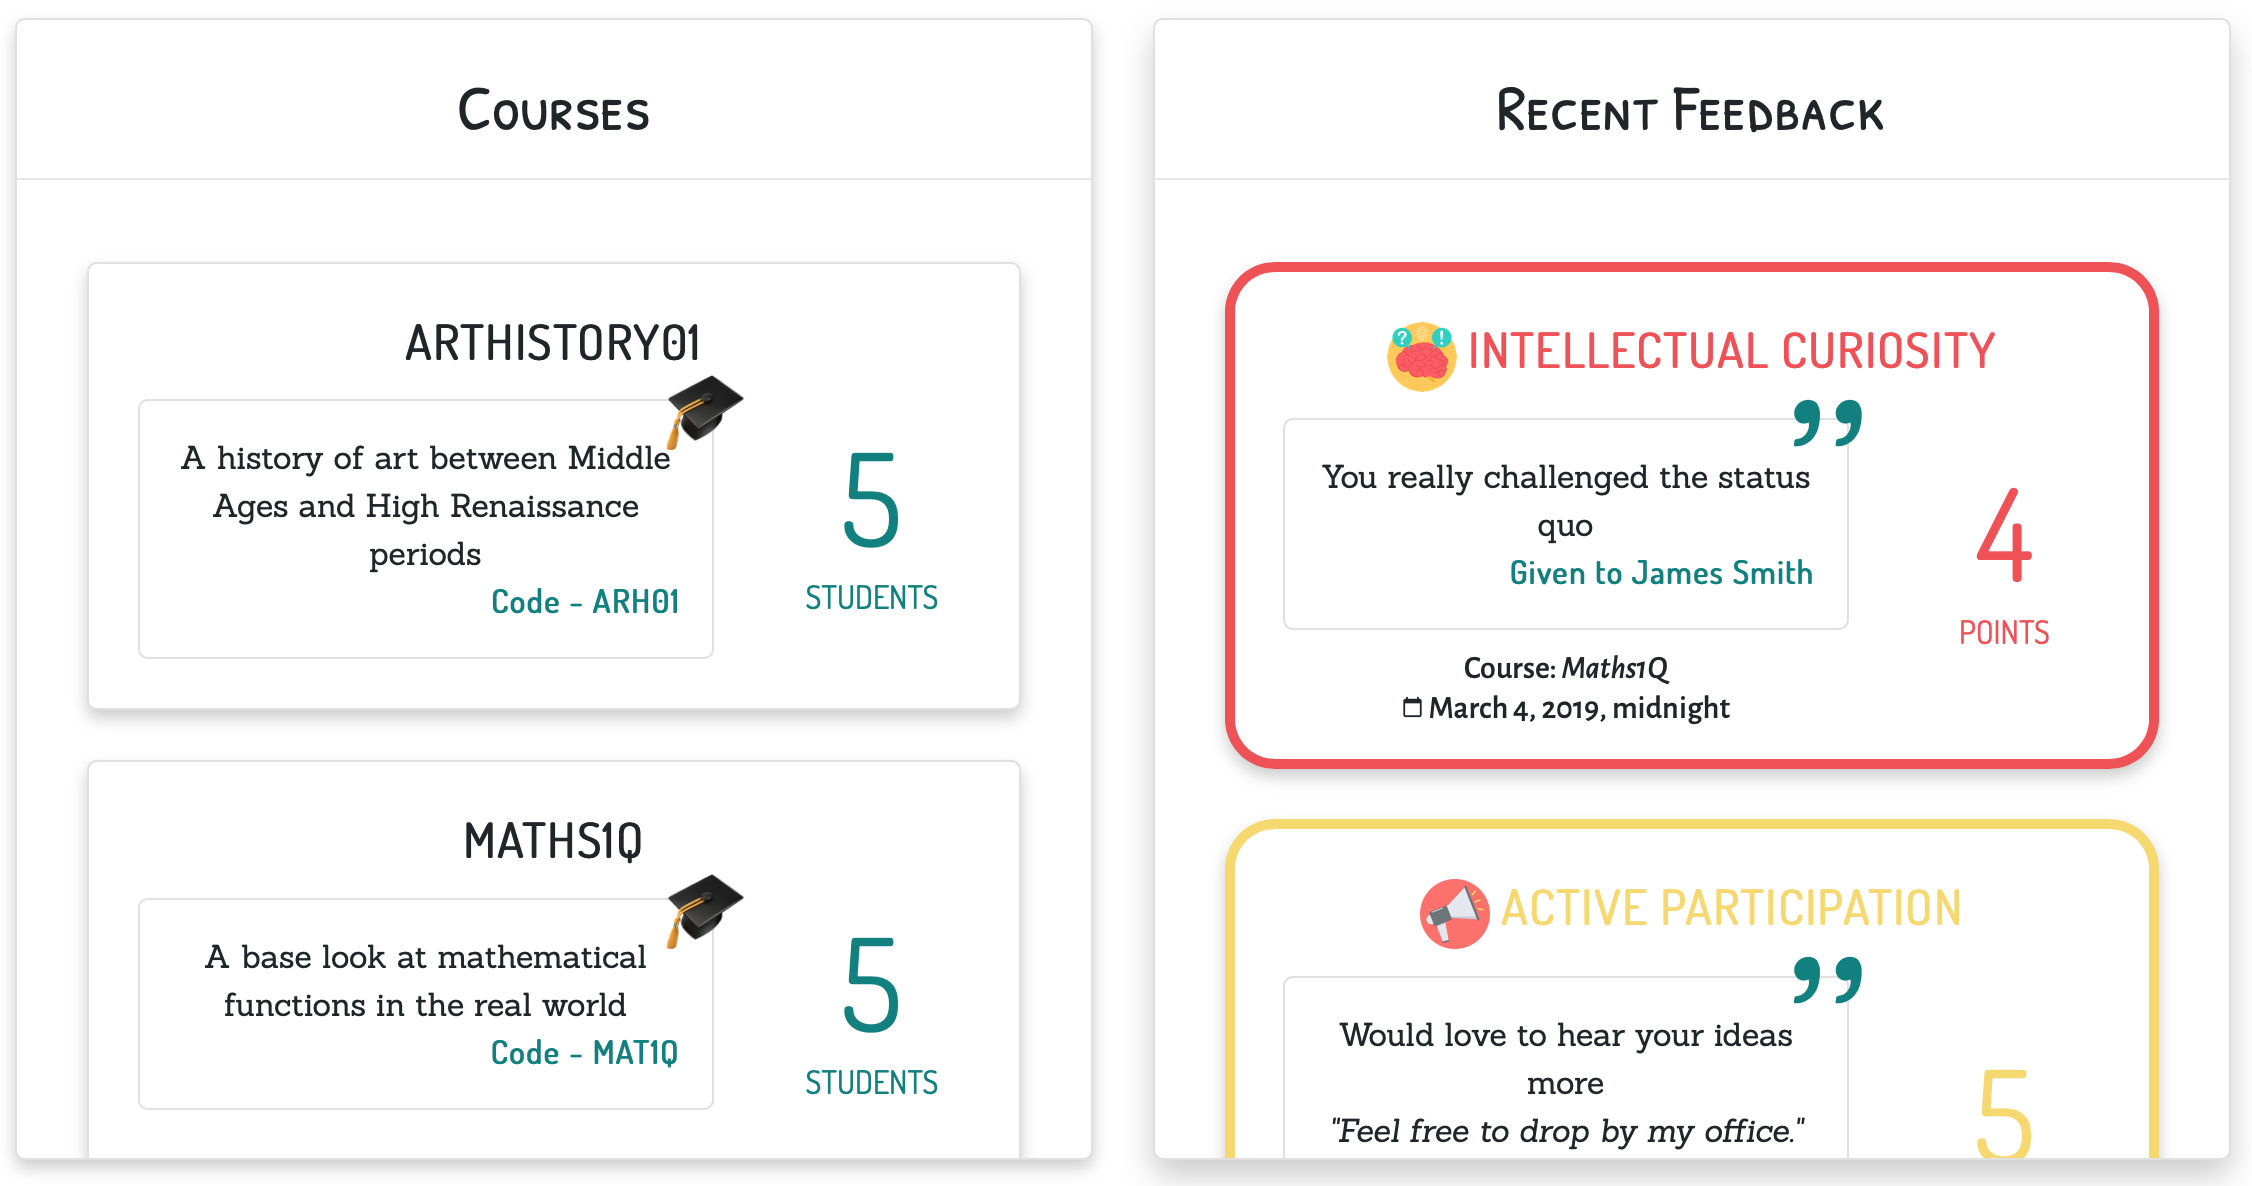 Courses
ARTHISTORY01
A history of art between Middle
Ages and High Renaissance
periods
Code - ARH01
5
STUDENTS
MATHS1Q
A base look at mathematical
functions in the real world
Code - MAT1Q
5
STUDENTS
Recent Feedback
INTELLECTUAL CURIOSITY
You really challenged the status
quo
Given to James Smith
4
POINTS
Course: Maths1Q
March 4, 2019, midnight
ACTIVE PARTICIPATION
Would love to hear your ideas
more
"Feel free to drop by my office."
5